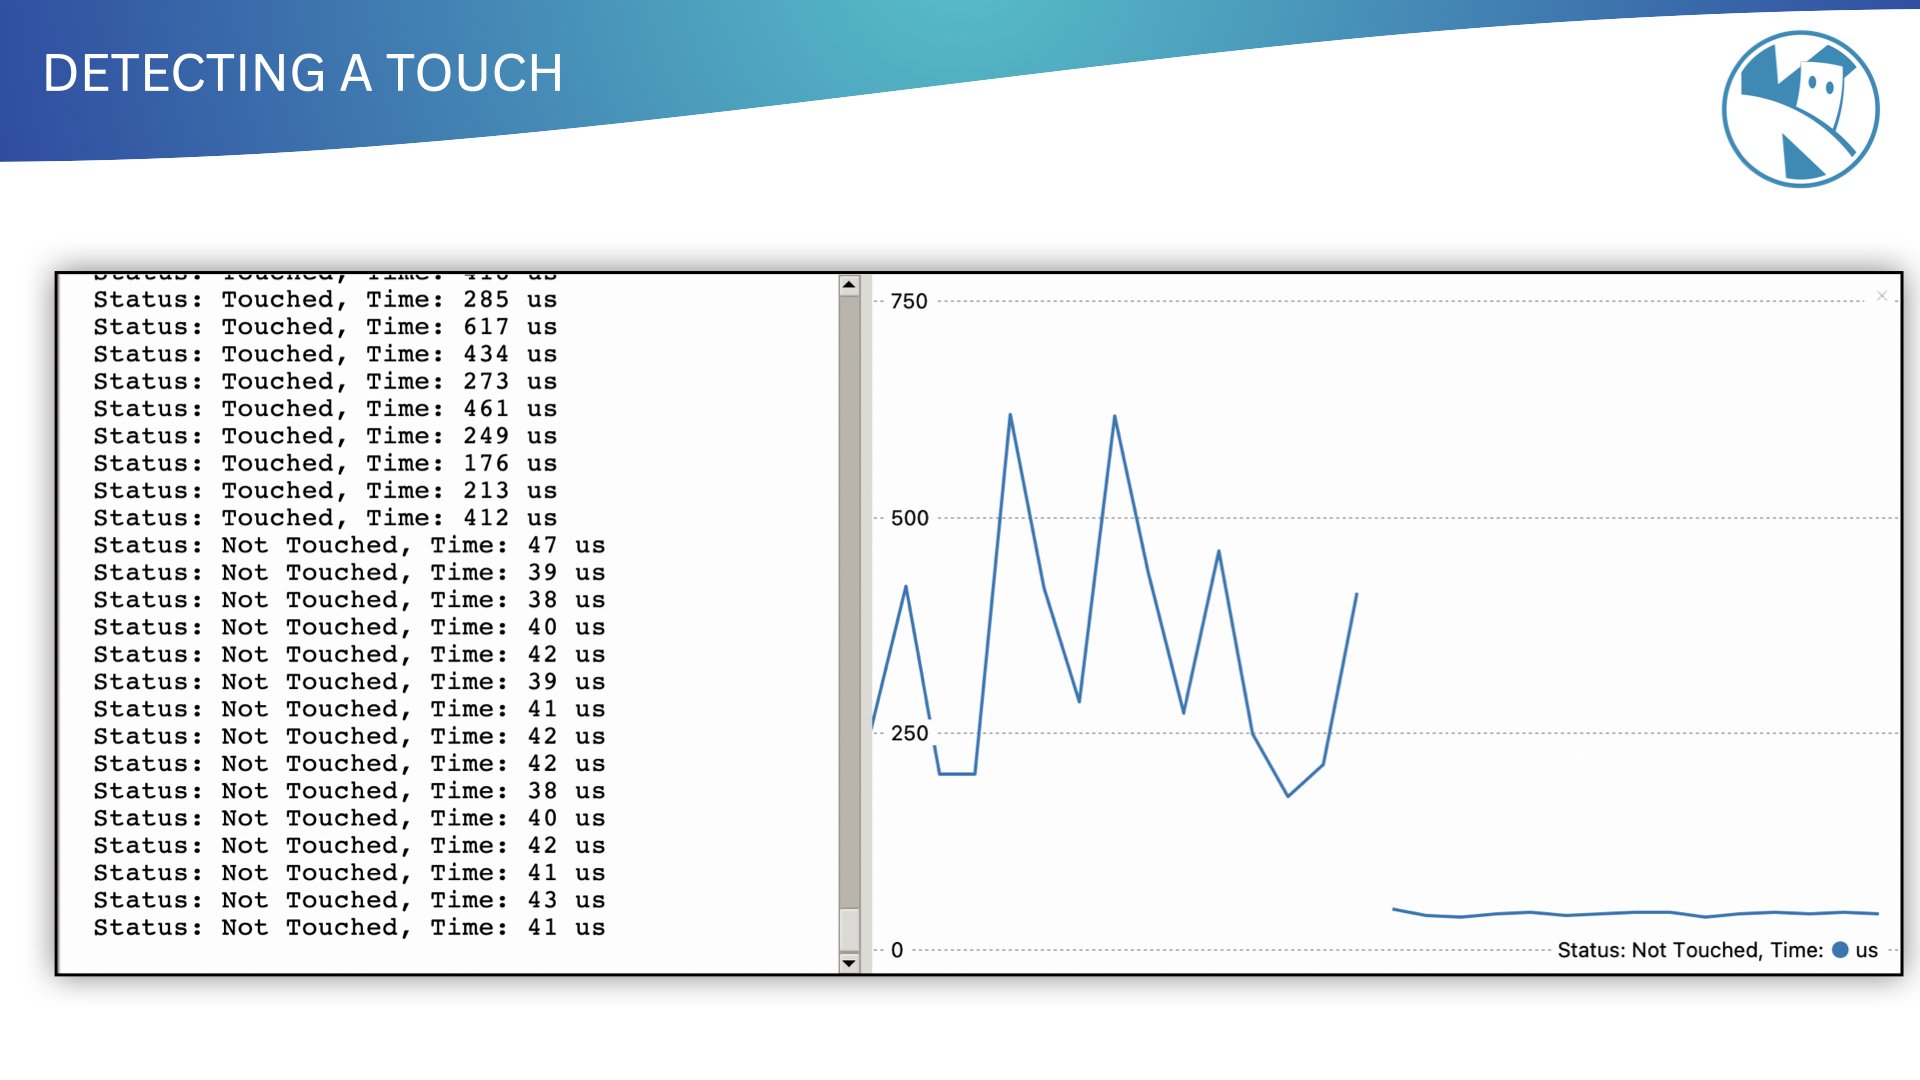 DETECTING A TOUCH
Status: Touched, Time: 418 us
Status: Touched, Time: 285 us
Status: Touched, Time: 617 us
Status: Touched, Time: 434 us
Status: Touched, Time: 273 us
Status: Touched, Time: 461 us
Status: Touched, Time: 249 us
Status: Touched, Time: 176 us
Status: Touched, Time: 213 us
Status: Touched, Time: 412 us
Status: Not Touched, Time: 47 us
Status: Not Touched, Time: 39 us
Status: Not Touched, Time: 38 us
Status: Not Touched, Time: 40 us
Status: Not Touched, Time: 42 us
Status: Not Touched, Time: 39 us
Status: Not Touched, Time: 41 us
Status: Not Touched, Time: 42 us
Status: Not Touched, Time: 42 us
Status: Not Touched, Time: 38 us
Status: Not Touched, Time: 40 us
Status: Not Touched, Time: 42 us
Status: Not Touched, Time: 41 us
Status: Not Touched, Time: 43 us
Status: Not Touched, Time: 41 us
750
500
250
0
Status: Not Touched, Time: us